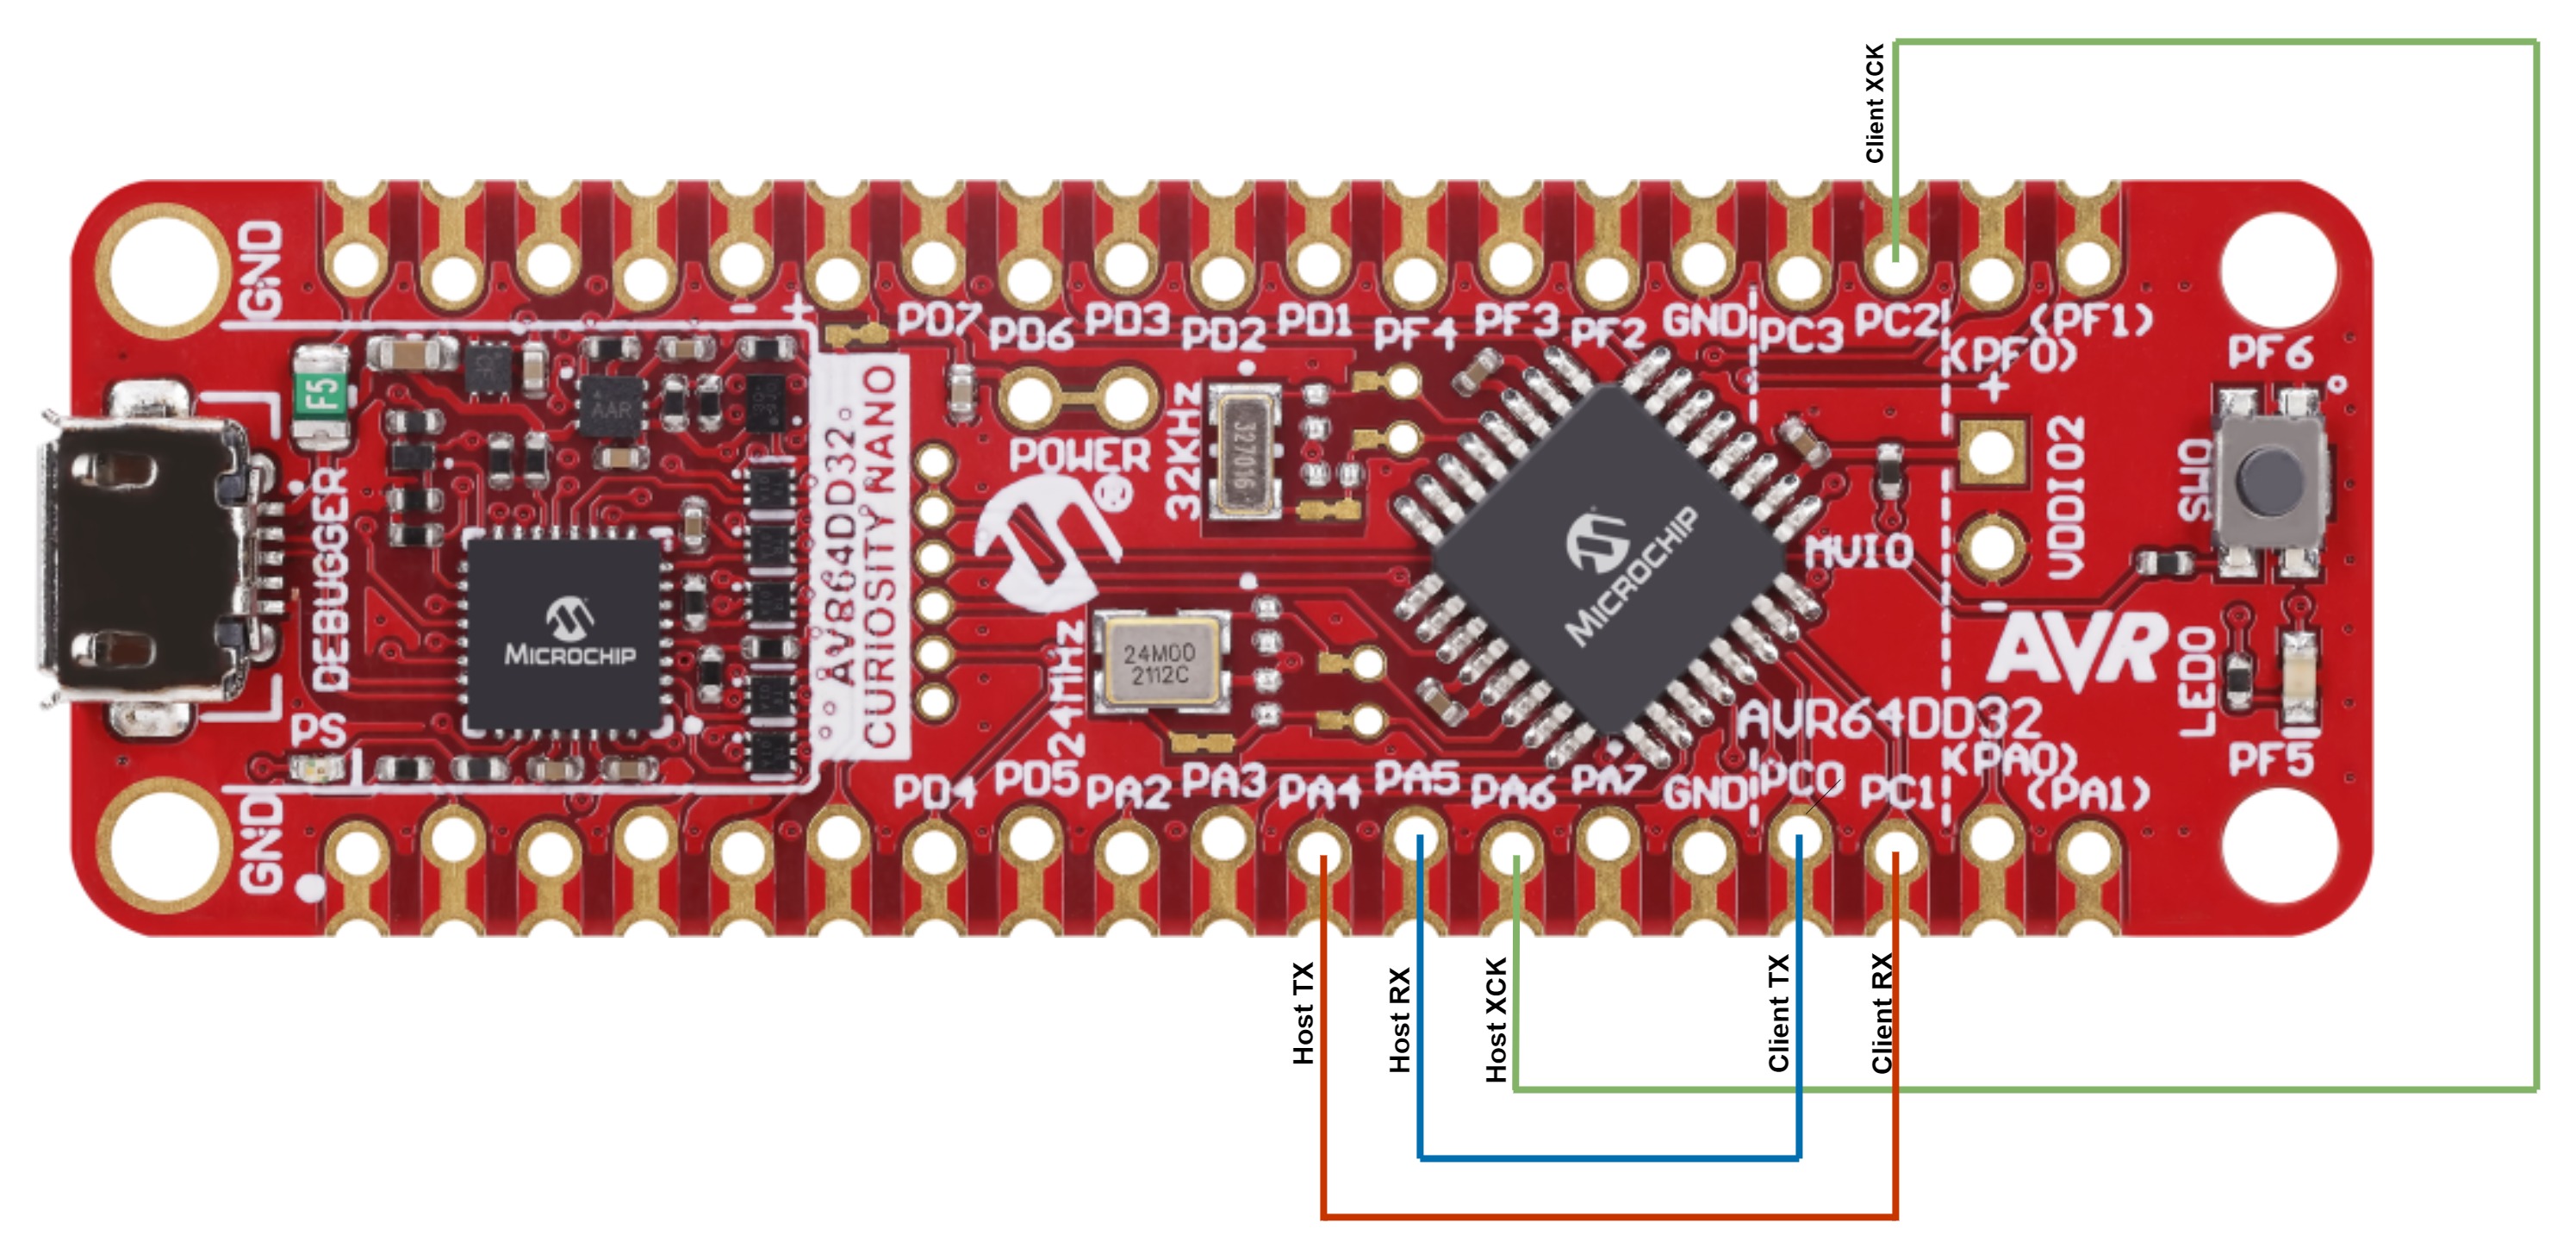 Client XCK
GND
PD7
PD6
PD3
PD2
PD1
PF4
PF3
PF2
GND
PC3
PC2
(PF0)
(PF1)
- +
F5
AAR
DEBUGGER
PS
GND
MICROCHIP
AVR64DD32
CURIOSITY NANO
POWER
®
32KHz
327016
24MHz
24M00
2112C
MICROCHIP
MVIO
+
VDDIO2
-
AVR
AVR64DD32
PF6
SW0
LED0
PF5
PD4
PD5
PA2
PA3
PA4
PA5
PA6
PA7
GND
PC0
PC1
(PA0)
(PA1)
Host TX
Host RX
Host XCK
Client TX
Client RX